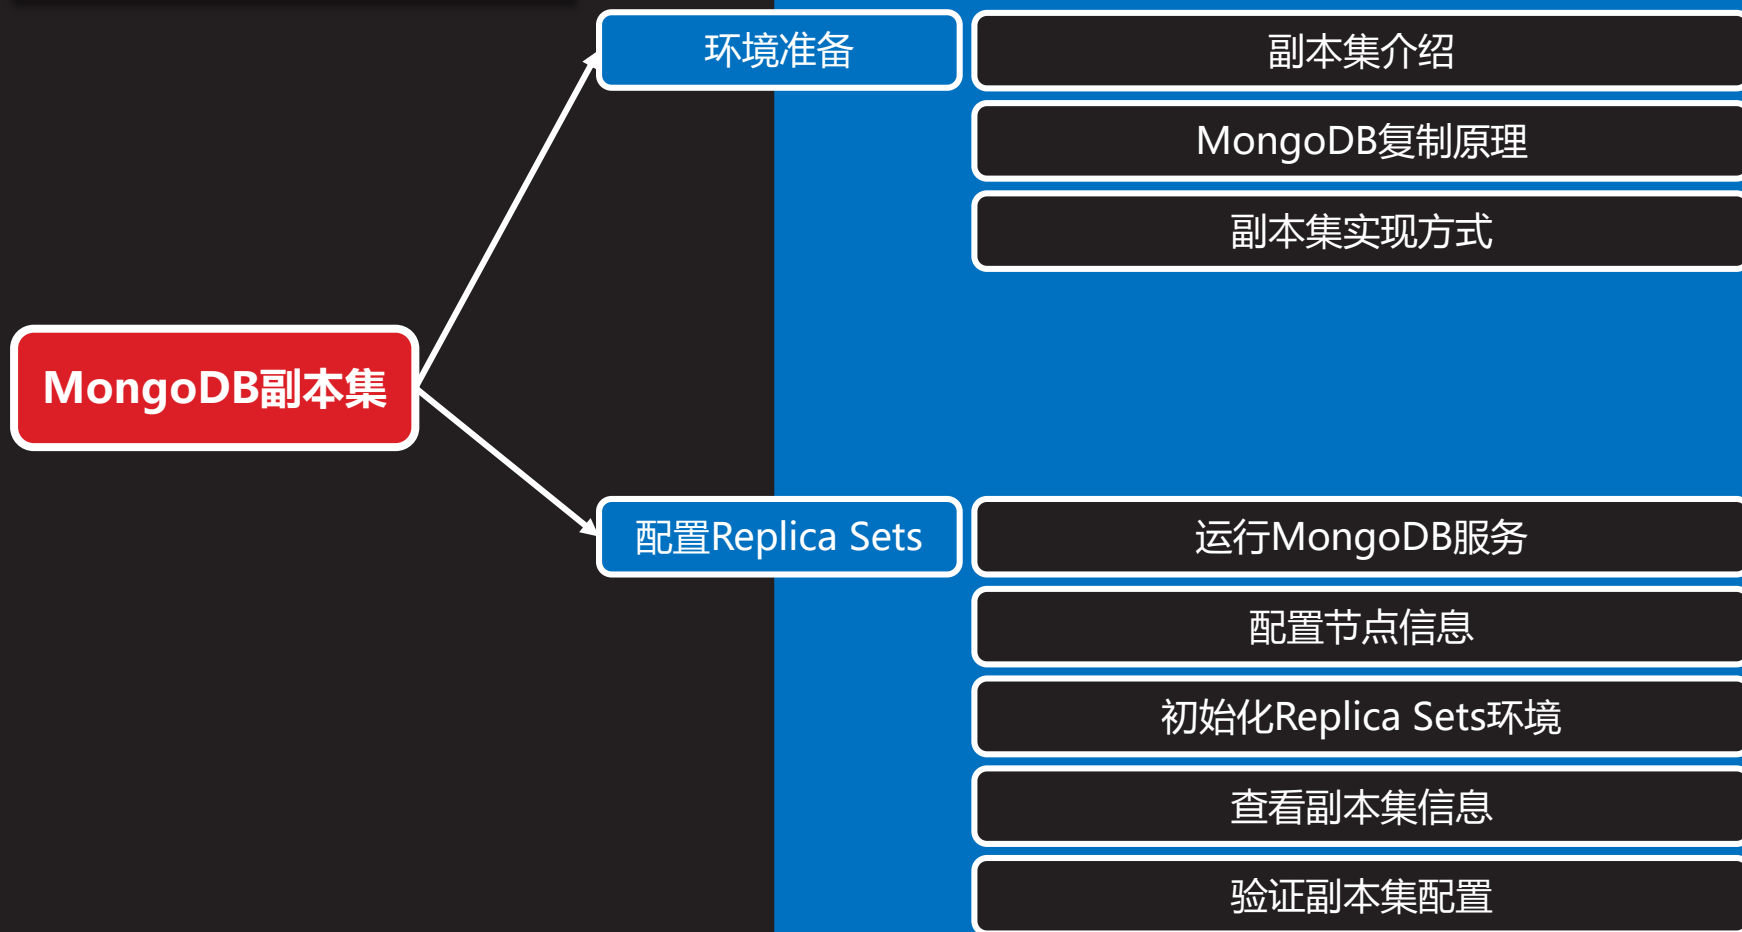 环境准备
副本集介绍
MongoDB复制原理
副本集实现方式
MongoDB副本集
配置Replica Sets
运行MongoDB服务
配置节点信息
初始化Replica Sets环境
查看副本集信息
验证副本集配置